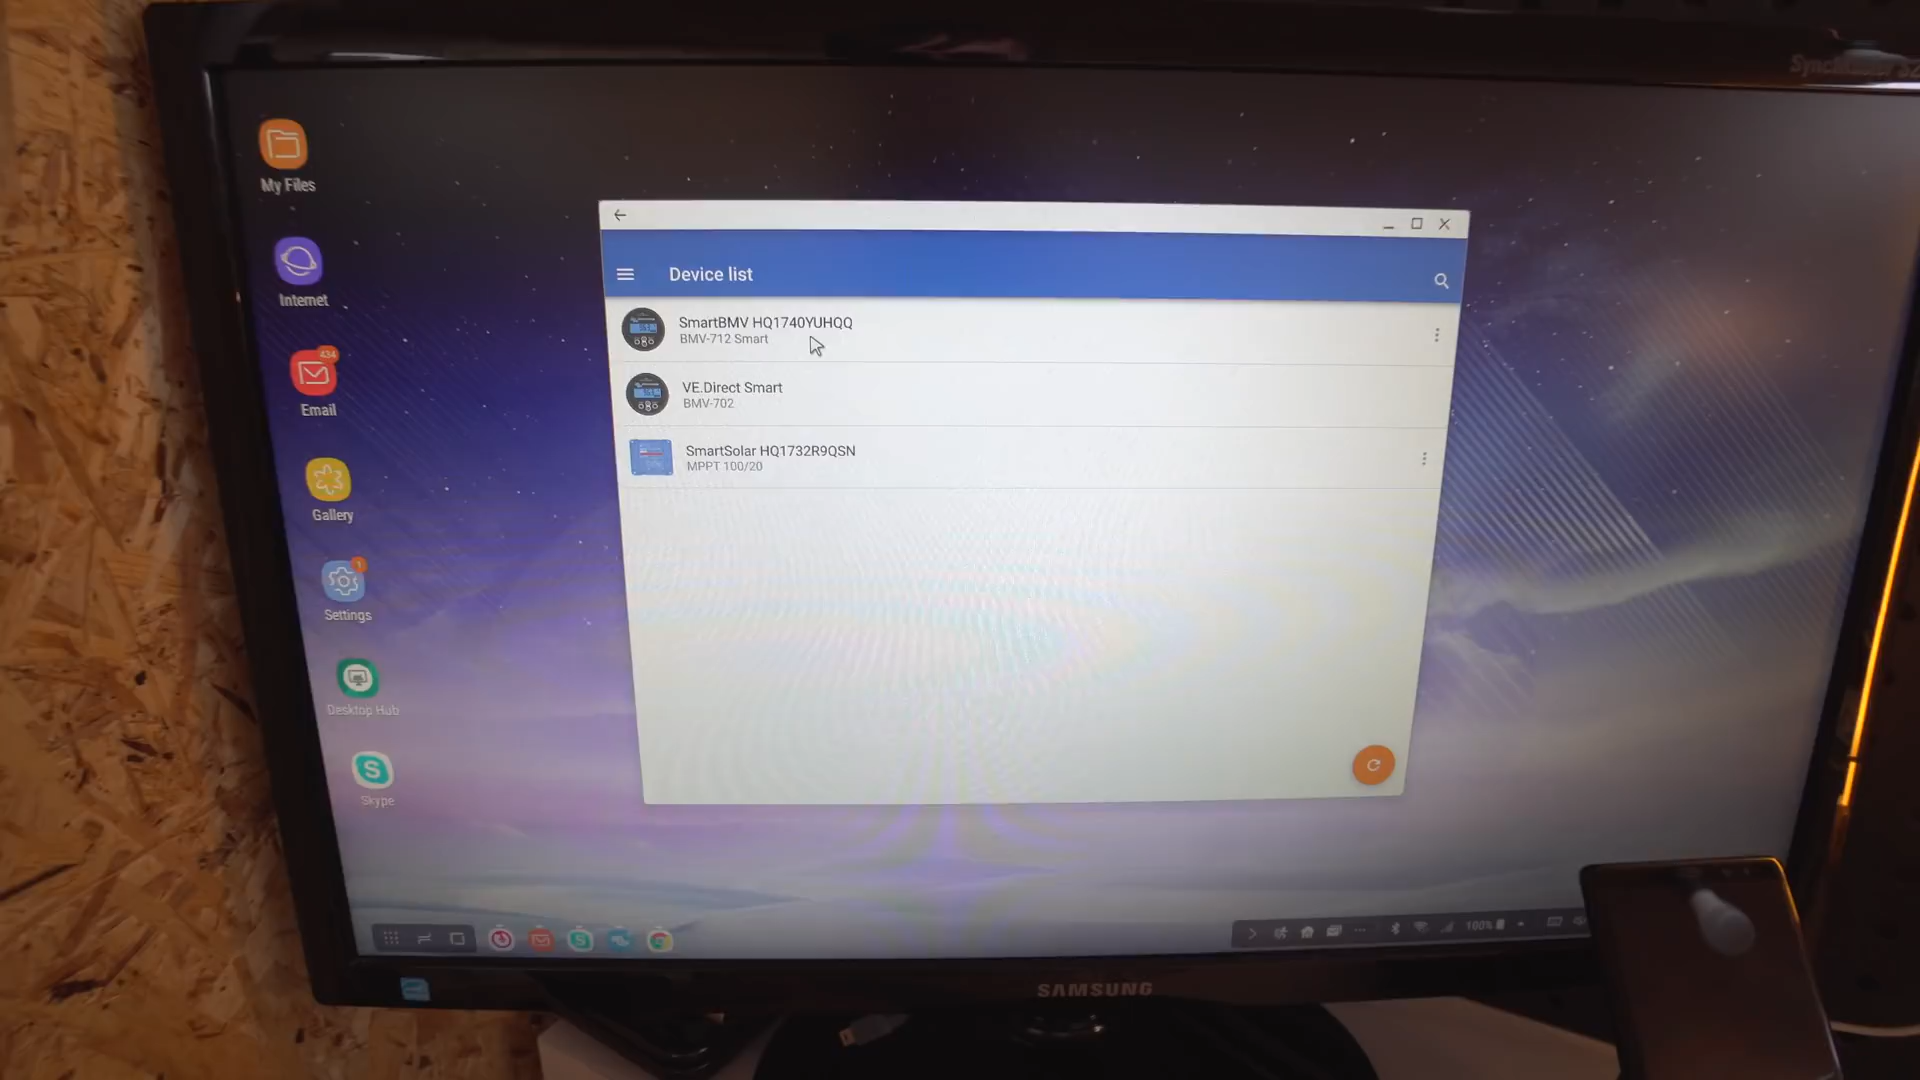 My Files
Internet
434
Email
Gallery
1
Settings
Desktop Hub
S
Skype
Device list
SmartBMV HQ1740YUHQQ
BMV-712 Smart
VE.Direct Smart
BMV-702
SmartSolar HQ1732R9QSN
MPPT 100/20
100%
SAMSUNG